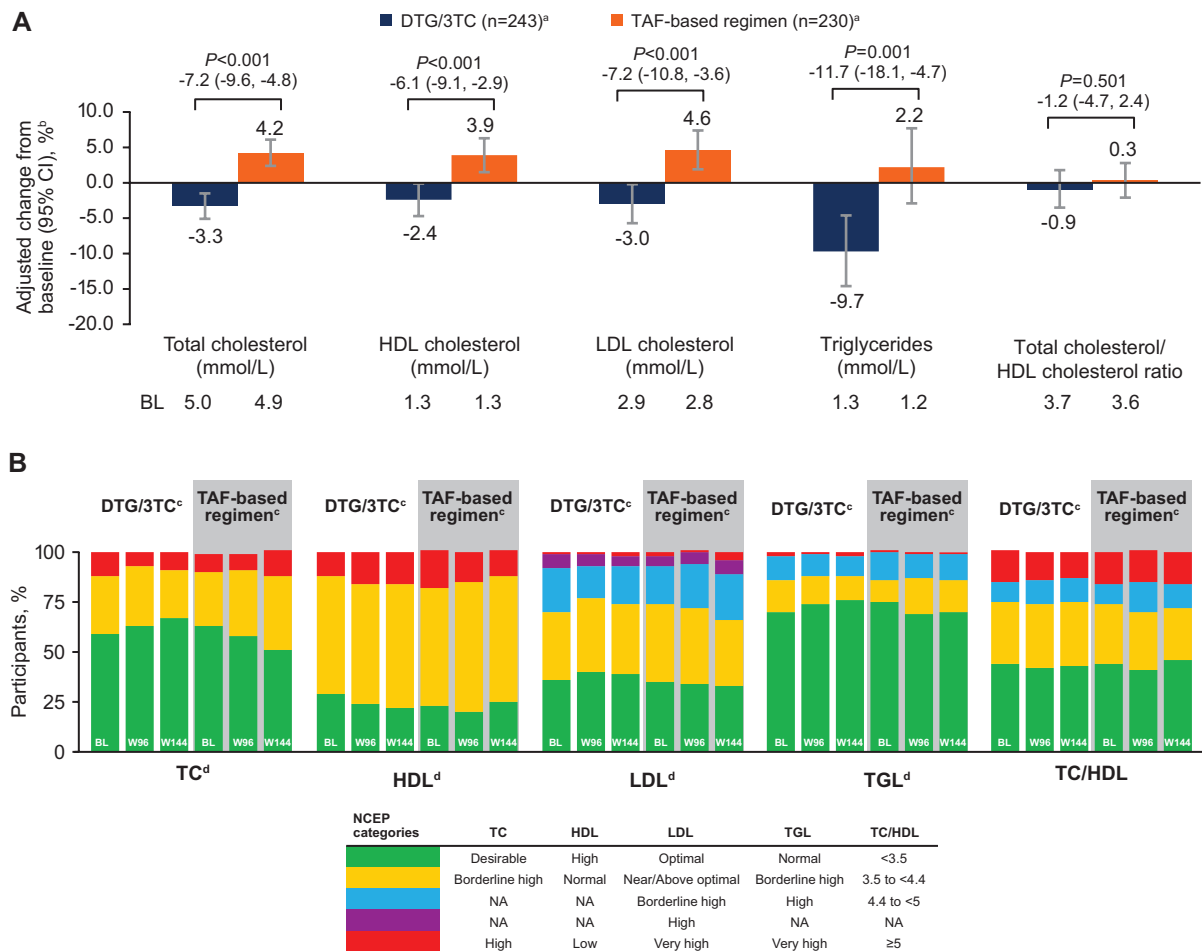 A
DTG/3TC (n=243)a
TAF-based regimen (n=230)a
P<0.001
-7.2 (-9.6, -4.8)
P<0.001
-6.1 (-9.1, -2.9)
P<0.001
-7.2 (-10.8, -3.6)
P=0.001
-11.7 (-18.1, -4.7)
P=0.501
-1.2 (-4.7, 2.4)
Adjusted change from
baseline (95% CI), %b
10.0
5.0
0.0
-5.0
-10.0
-15.0
-20.0
4.2
-3.3
3.9
-2.4
4.6
-3.0
2.2
-9.7
0.3
-0.9
Total cholesterol
(mmol/L)
HDL cholesterol
(mmol/L)
LDL cholesterol
(mmol/L)
Triglycerides
(mmol/L)
Total cholesterol/
HDL cholesterol ratio
BL 5.0 4.9 1.3 1.3 2.9 2.8 1.3 1.2 3.7 3.6
B
DTG/3TCc
TAF-based
regimenc
DTG/3TCc
TAF-based
regimenc
DTG/3TCc
TAF-based
regimenc
DTG/3TCc
TAF-based
regimenc
DTG/3TCc
TAF-based
regimenc
Participants, %
100
75
50
25
0
BL W96 W144 BL W96 W144
BL W96 W144 BL W96 W144
BL W96 W144 BL W96 W144
BL W96 W144 BL W96 W144
BL W96 W144 BL W96 W144
TCd
HDLd
LDLd
TGLd
TC/HDL
NCEP
categories TC HDL LDL TGL TC/HDL
Desirable High Optimal Normal <3.5
Borderline high Normal Near/Above optimal Borderline high 3.5 to <4.4
NA NA Borderline high High 4.4 to <5
NA NA High NA NA
High Low Very high Very high ≥5